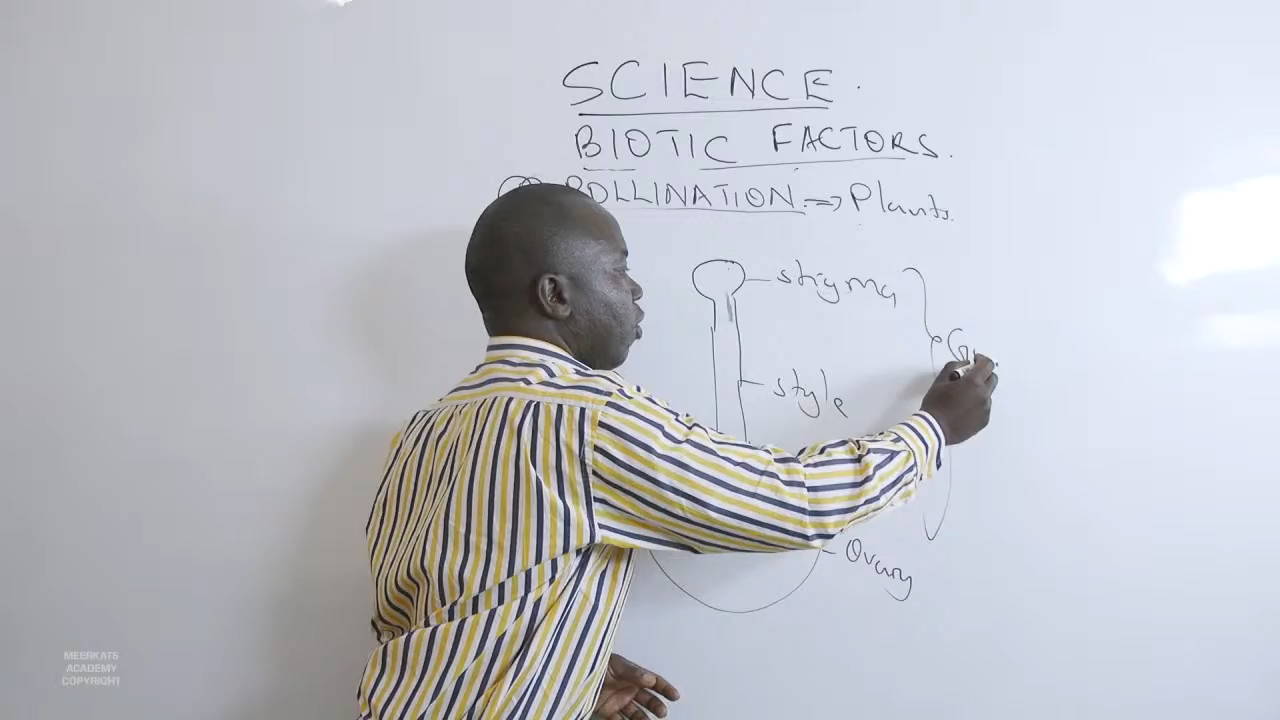 SCIENCE.
BIOTIC FACTORS.
POLLINATION. => Plants.
stigma
style
Ovary
MEERKATS
ACADEMY
COPYRIGHT